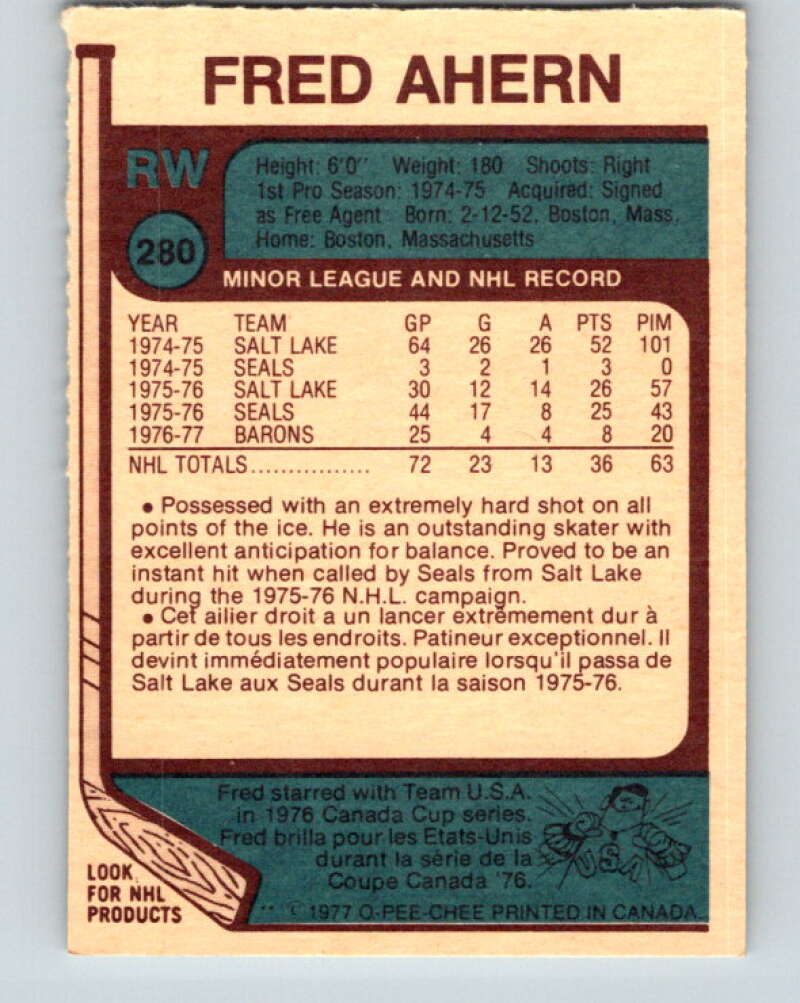 FRED AHERN
RW
280
Height: 6'0" Weight: 180 Shoots: Right
1st Pro Season: 1974-75 Acquired: Signed
as Free Agent Born: 2-12-52, Boston, Mass.
Home: Boston, Massachusetts
MINOR LEAGUE AND NHL RECORD
YEAR TEAM GP G A PTS PIM
1974-75 SALT LAKE 64 26 26 52 101
1974-75 SEALS 3 2 1 3 0
1975-76 SALT LAKE 30 12 14 26 57
1975-76 SEALS 44 17 8 25 43
1976-77 BARONS 25 4 4 8 20
NHL TOTALS................ 72 23 13 36 63
• Possessed with an extremely hard shot on all
points of the ice. He is an outstanding skater with
excellent anticipation for balance. Proved to be an
instant hit when called by Seals from Salt Lake
during the 1975-76 N.H.L. campaign.
• Cet ailier droit a un lancer extrêmement dur à
partir de tous les endroits. Patineur exceptionnel. Il
devint immédiatement populaire lorsqu'il passa de
Salt Lake aux Seals durant la saison 1975-76.
Fred starred with Team U.S.A.
in 1976 Canada Cup series.
Fred brilla pour les Etats-Unis
durant la série de la
Coupe Canada '76.
USA
LOOK
FOR NHL
PRODUCTS
** © 1977 O-PEE-CHEE PRINTED IN CANADA